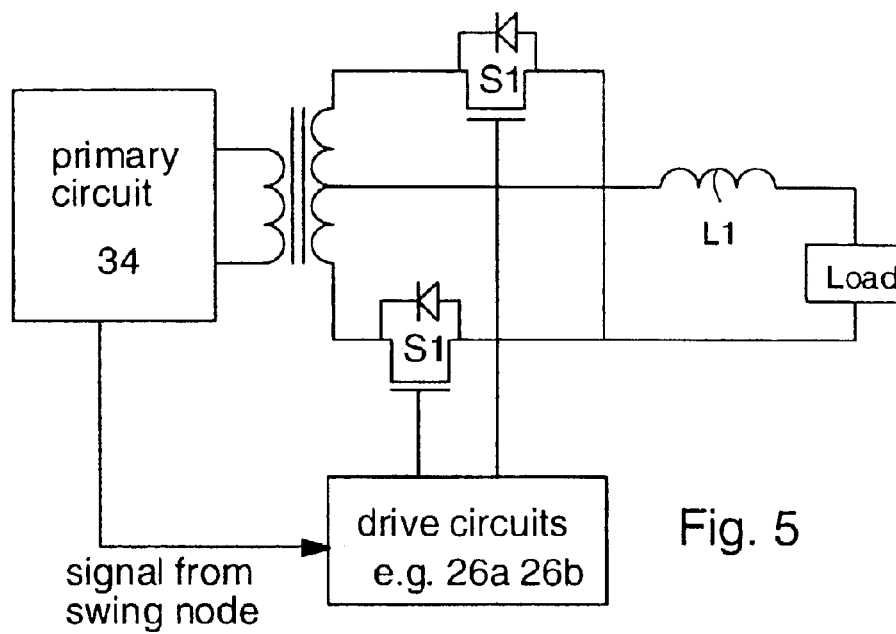 S1
primary
circuit
34
L1
Load
S1
drive circuits
e.g. 26a 26b
Fig. 5
signal from
swing node